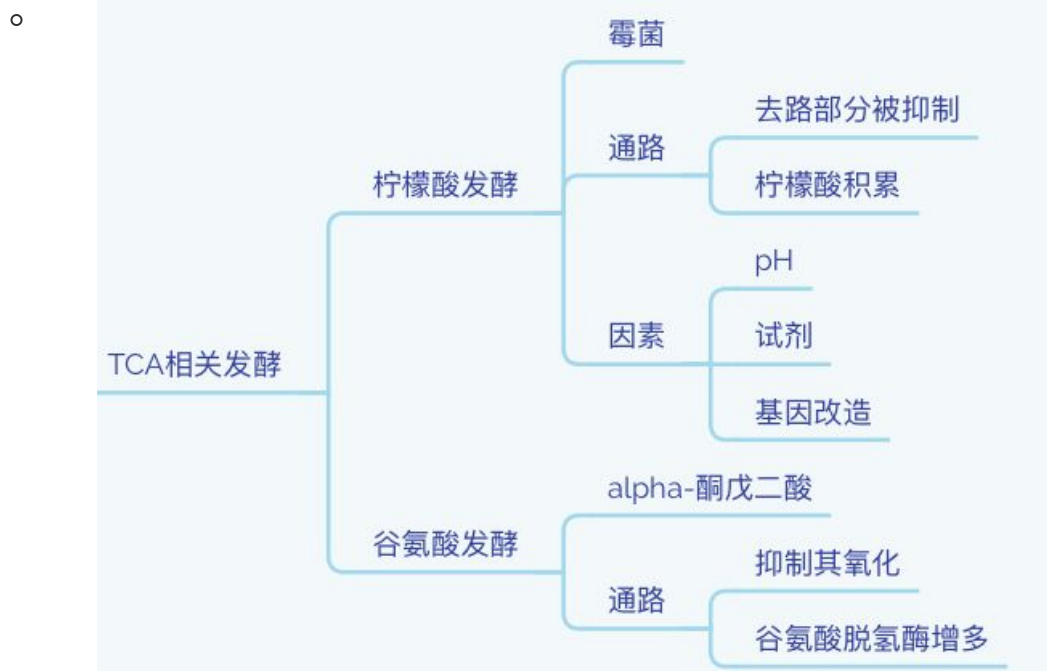 霉菌
去路部分被抑制
通路
柠檬酸发酵
柠檬酸积累
pH
因素
试剂
TCA相关发酵
基因改造
alpha-酮戊二酸
谷氨酸发酵
抑制其氧化
通路
谷氨酸脱氢酶增多